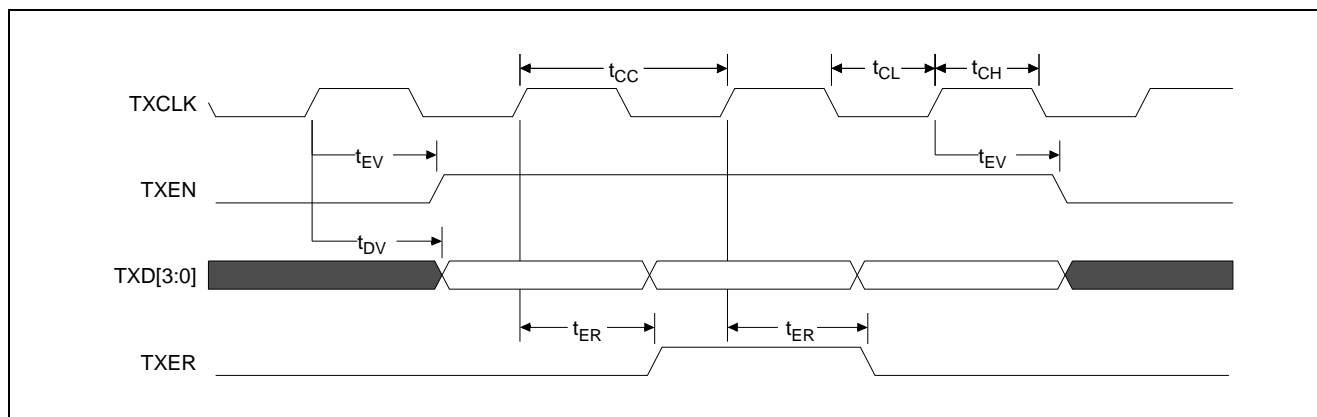 tCC
tCL
tCH
TXCLK
tEV
tEV
TXEN
tDV
TXD[3:0]
tER
tER
TXER